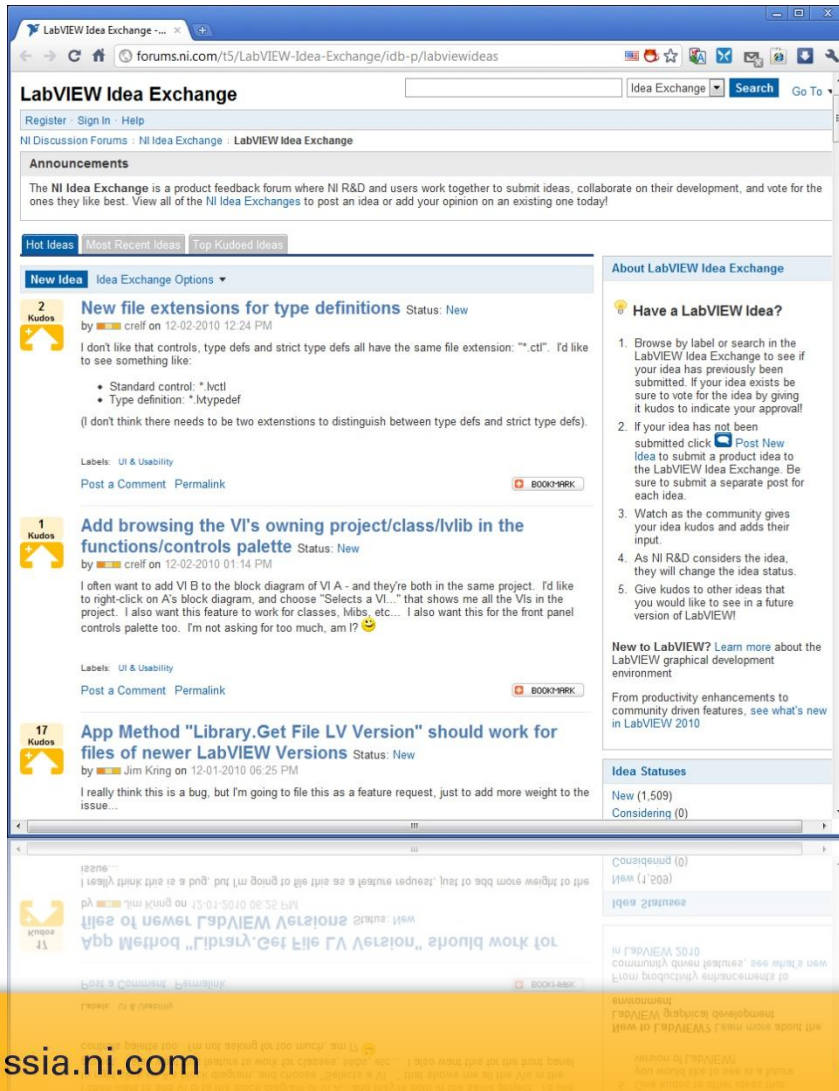 LabVIEW Idea Exchange -...
forums.ni.com/t5/LabVIEW-Idea-Exchange/idb-p/labviewideas
LabVIEW Idea Exchange
Idea Exchange
Search
Go To
Register · Sign In · Help
NI Discussion Forums : NI Idea Exchange : LabVIEW Idea Exchange
Announcements
The NI Idea Exchange is a product feedback forum where NI R&D and users work together to submit ideas, collaborate on their development, and vote for the
ones they like best. View all of the NI Idea Exchanges to post an idea or add your opinion on an existing one today!
Hot Ideas Most Recent Ideas Top Kudoed Ideas
New Idea Idea Exchange Options
2
Kudos
New file extensions for type definitions Status: New
by crelf on 12-02-2010 12:24 PM
I don't like that controls, type defs and strict type defs all have the same file extension: "*.ctl". I'd like
to see something like:
• Standard control: *.lvctl
• Type definition: *.lvtypedef
(I don't think there needs to be two extenstions to distinguish between type defs and strict type defs).
Labels: UI & Usability
Post a Comment Permalink
BOOKMARK
1
Kudos
Add browsing the VI's owning project/class/lvlib in the
functions/controls palette Status: New
by crelf on 12-02-2010 01:14 PM
I often want to add VI B to the block diagram of VI A - and they're both in the same project. I'd like
to right-click on A's block diagram, and choose "Selects a VI..." that shows me all the VIs in the
project. I also want this feature to work for classes, lvlibs, etc... I also want this for the front panel
controls palette too. I'm not asking for too much, am I?
Labels: UI & Usability
Post a Comment Permalink
BOOKMARK
17
Kudos
App Method "Library.Get File LV Version" should work for
files of newer LabVIEW Versions Status: New
by Jim Kring on 12-01-2010 06:25 PM
I really think this is a bug, but I'm going to file this as a feature request, just to add more weight to the
issue...
About LabVIEW Idea Exchange
Have a LabVIEW Idea?
1. Browse by label or search in the
LabVIEW Idea Exchange to see if
your idea has previously been
submitted. If your idea exists be
sure to vote for the idea by giving
it kudos to indicate your approval!
2. If your idea has not been
submitted click Post New
Idea to submit a product idea to
the LabVIEW Idea Exchange. Be
sure to submit a separate post for
each idea.
3. Watch as the community gives
your idea kudos and adds their
input.
4. As NI R&D considers the idea,
they will change the idea status.
5. Give kudos to other ideas that
you would like to see in a future
version of LabVIEW!
New to LabVIEW? Learn more about the
LabVIEW graphical development
environment
From productivity enhancements to
community driven features, see what's new
in LabVIEW 2010
Idea Statuses
New (1,509)
Considering (0)
ssia.ni.com